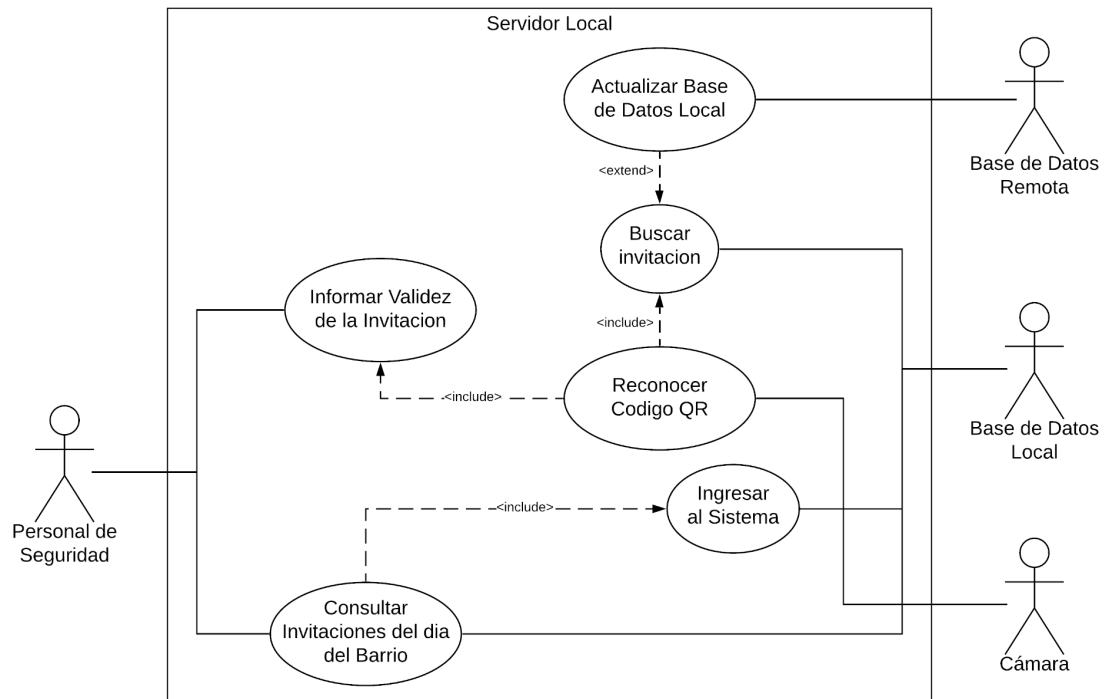 Servidor Local
Actualizar Base
de Datos Local
Base de Datos
Remota
<extend>
Buscar
invitacion
Informar Validez
de la Invitacion
<include>
Reconocer
Codigo QR
<include>
Base de Datos
Local
Personal de
Seguridad
Ingresar
al Sistema
<include>
Consultar
Invitaciones del dia
del Barrio
Cámara